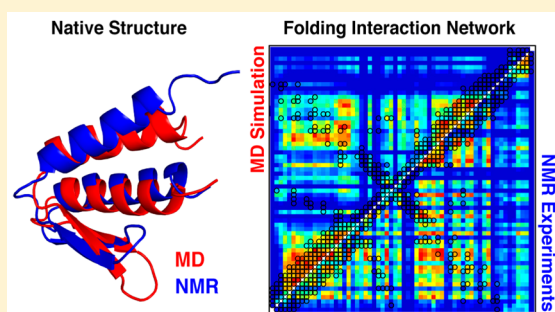 Native Structure
Folding Interaction Network
MD
NMR
MD Simulation
NMR Experiments